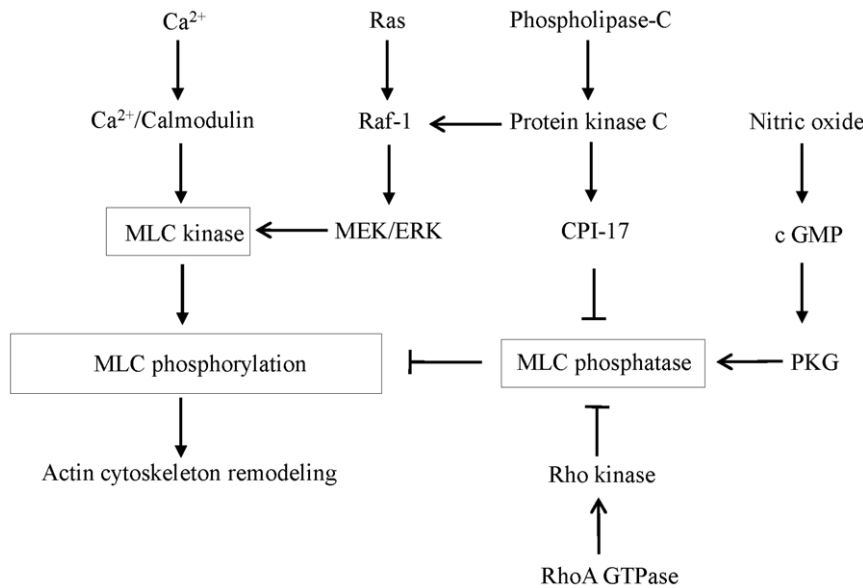 Ca²⁺
Ras
Phospholipase-C
Ca²⁺/Calmodulin
Raf-1
Protein kinase C
Nitric oxide
MLC kinase
MEK/ERK
CPI-17
c GMP
MLC phosphorylation
MLC phosphatase
PKG
Actin cytoskeleton remodeling
Rho kinase
RhoA GTPase